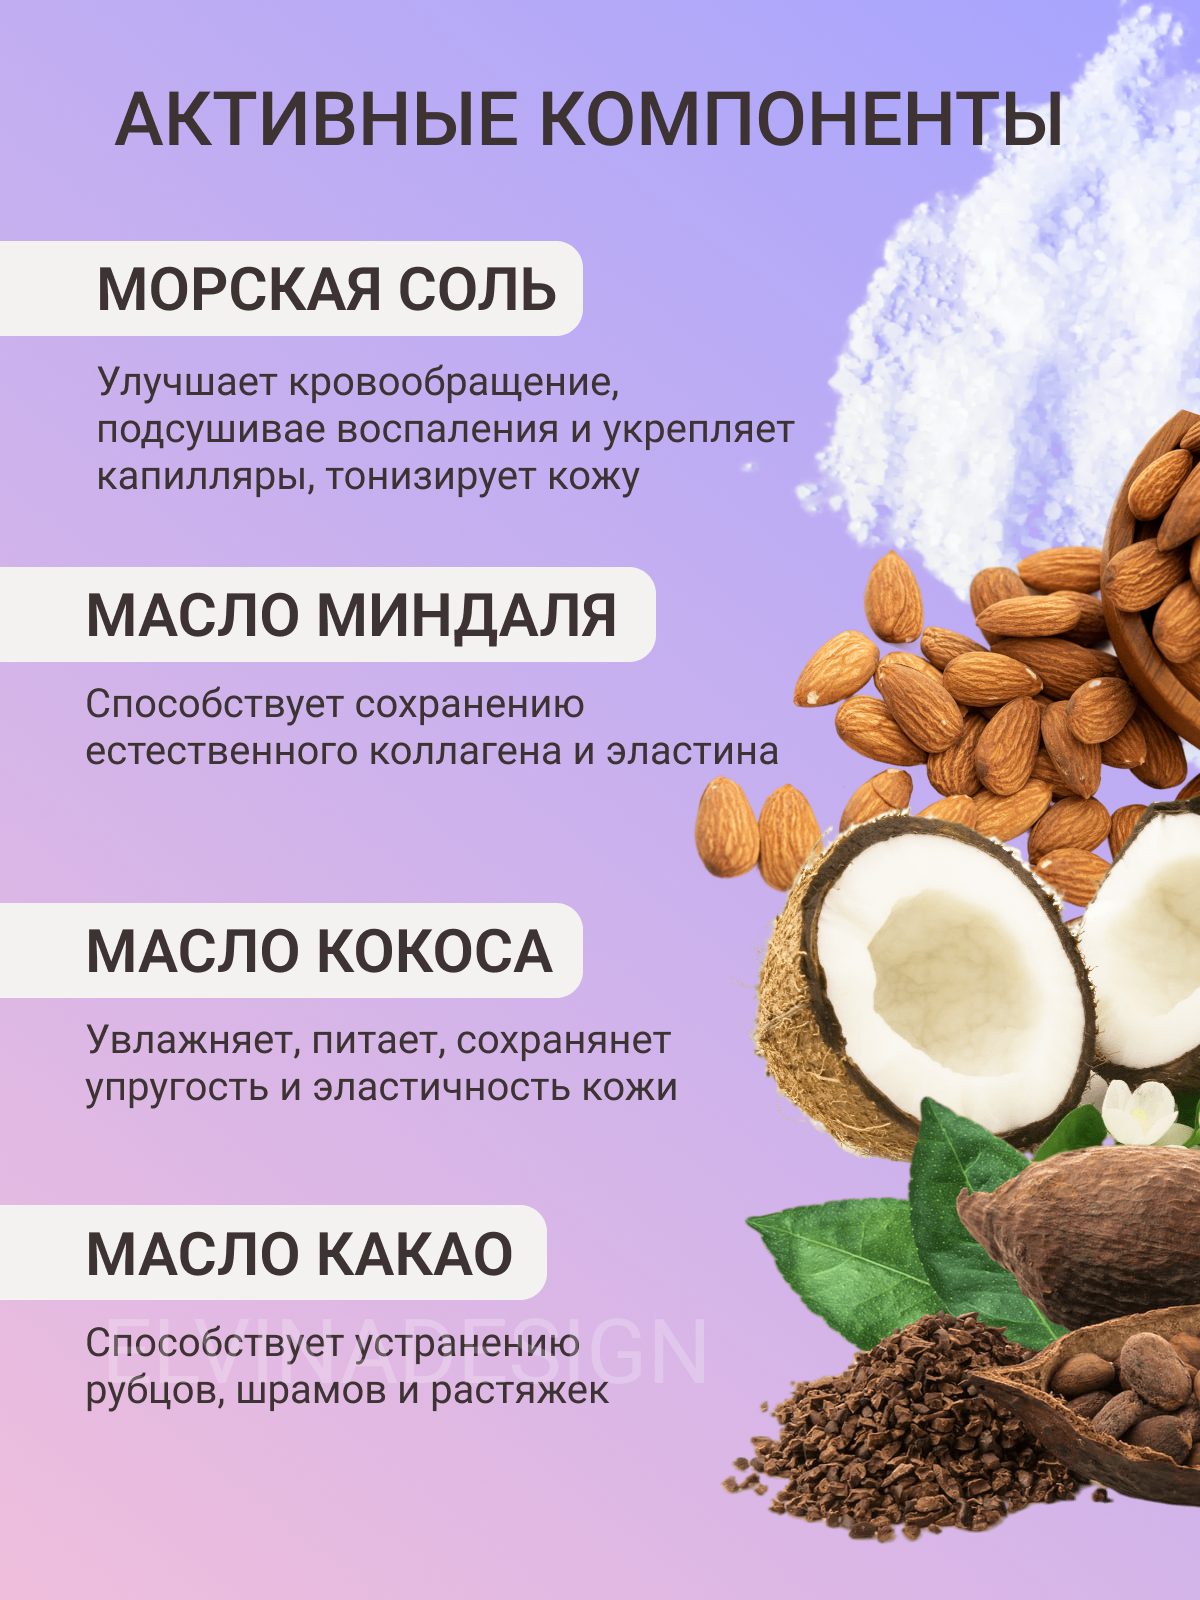 АКТИВНЫЕ КОМПОНЕНТЫ
МОРСКАЯ СОЛЬ
Улучшает кровообращение,
подсушивае воспаления и укрепляет
капилляры, тонизирует кожу
МАСЛО МИНДАЛЯ
Способствует сохранению
естественного коллагена и эластина
МАСЛО КОКОСА
Увлажняет, питает, сохранянет
упругость и эластичность кожи
МАСЛО КАКАО
Способствует устранению
ELVINADESIGN
рубцов, шрамов и растяжек